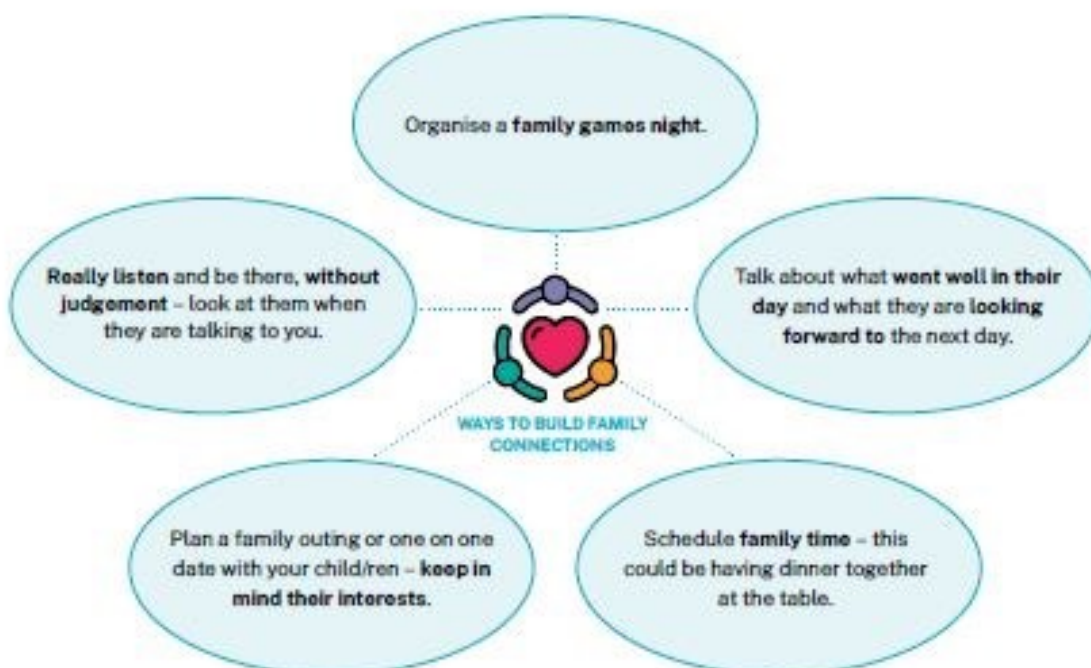 Organise a family games night.
Really listen and be there, without
judgement – look at them when
they are talking to you.
Talk about what went well in their
day and what they are looking
forward to the next day.
WAYS TO BUILD FAMILY
CONNECTIONS
Plan a family outing or one on one
date with your child/ren – keep in
mind their interests.
Schedule family time – this
could be having dinner together
at the table.